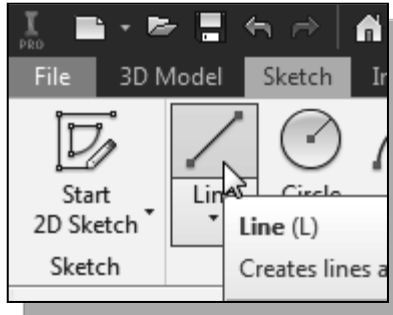 I
PRO
File 3D Model Sketch
Start
2D Sketch
Line
Circle
Sketch
Line (L)
Creates lines